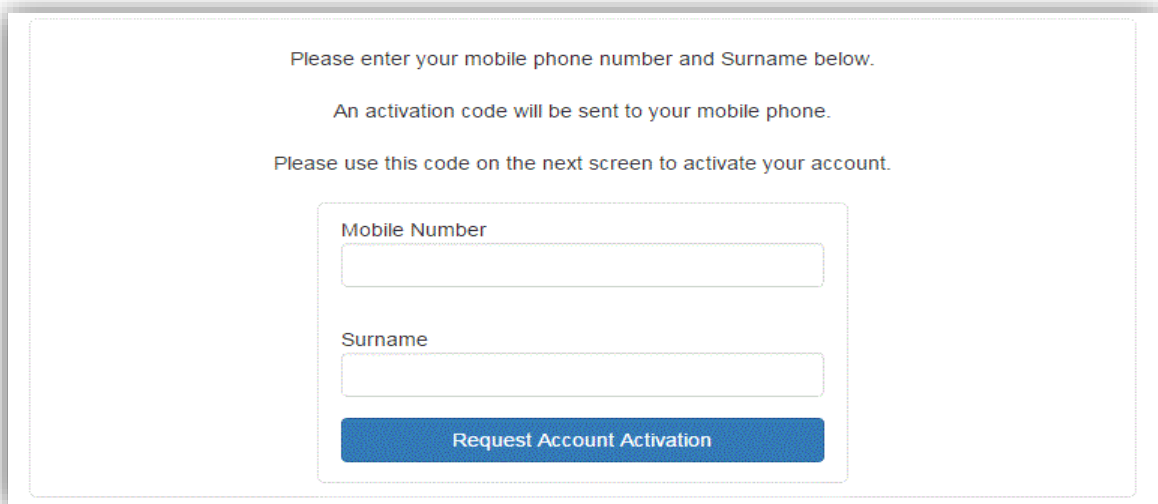 Please enter your mobile phone number and Surname below.
An activation code will be sent to your mobile phone.
Please use this code on the next screen to activate your account.
Mobile Number
Surname
Request Account Activation